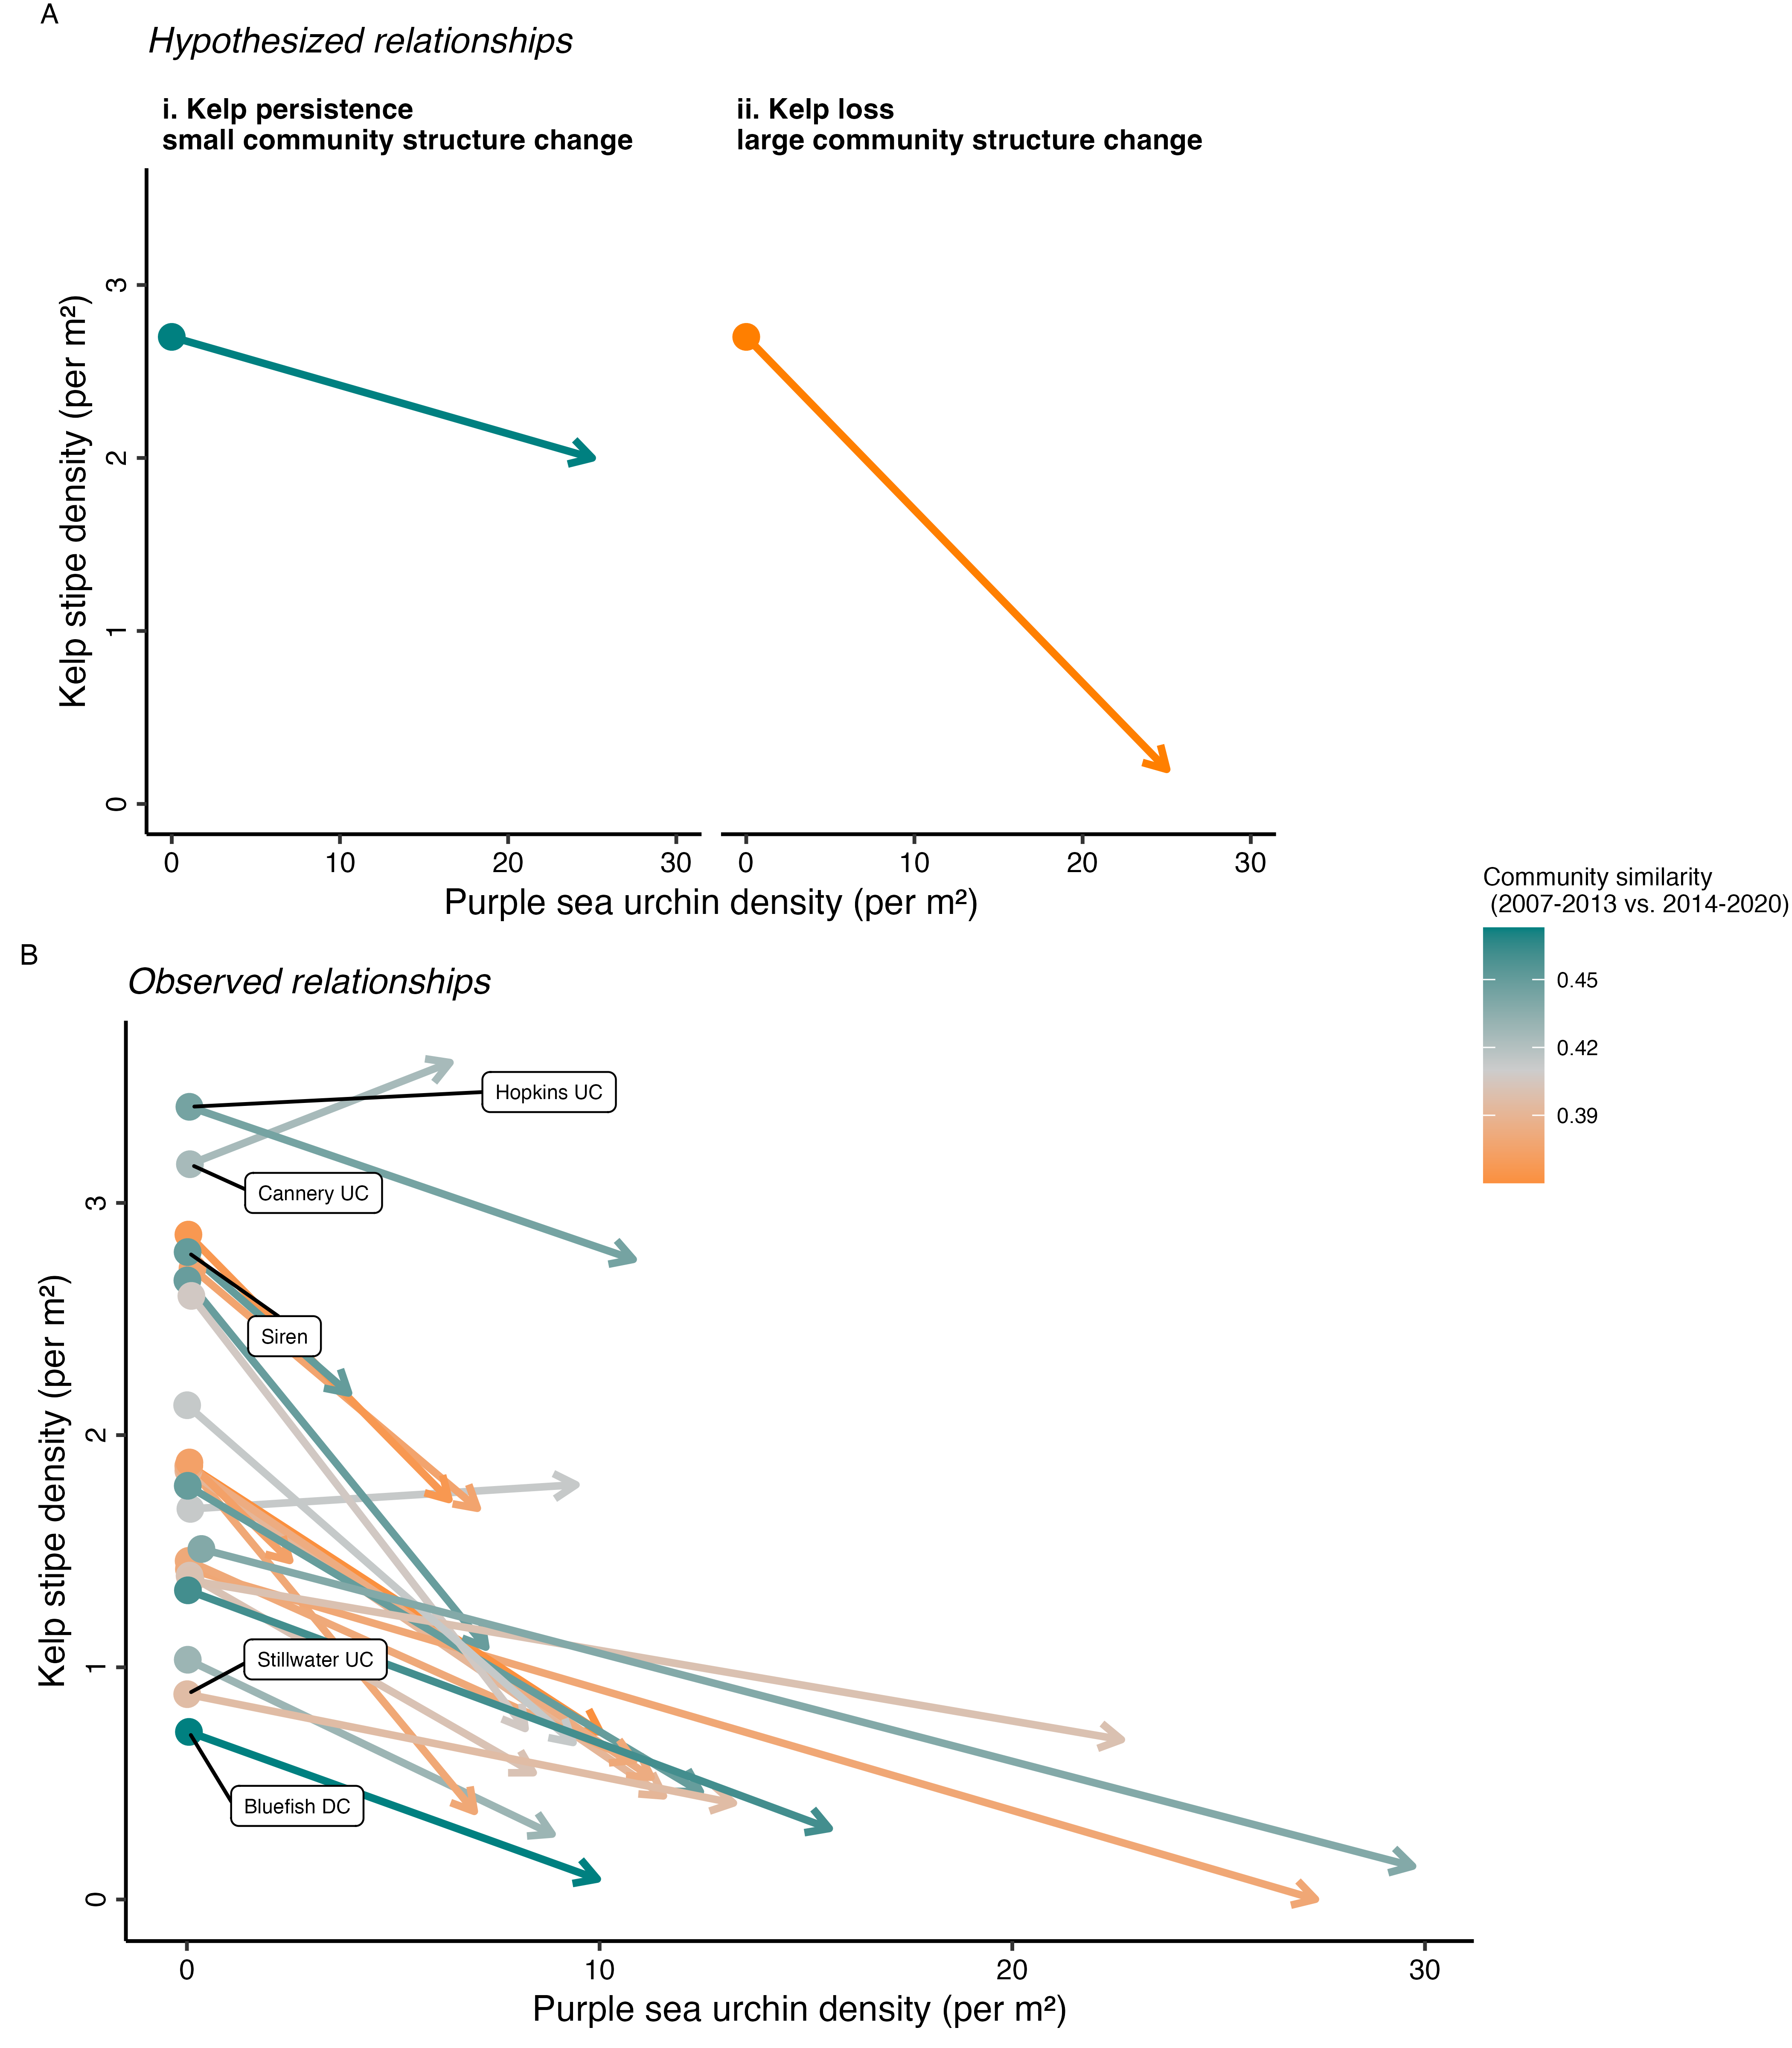 A
Hypothesized relationships
i. Kelp persistence
small community structure change
ii. Kelp loss
large community structure change
Kelp stipe density (per m²)
3
2
1
0
0 10 20 30
0 10 20 30
Purple sea urchin density (per m²)
Community similarity
(2007-2013 vs. 2014-2020)
0.45
0.42
0.39
B
Observed relationships
Kelp stipe density (per m²)
3
2
1
0
Hopkins UC
Cannery UC
Siren
Stillwater UC
Bluefish DC
0 10 20 30
Purple sea urchin density (per m²)